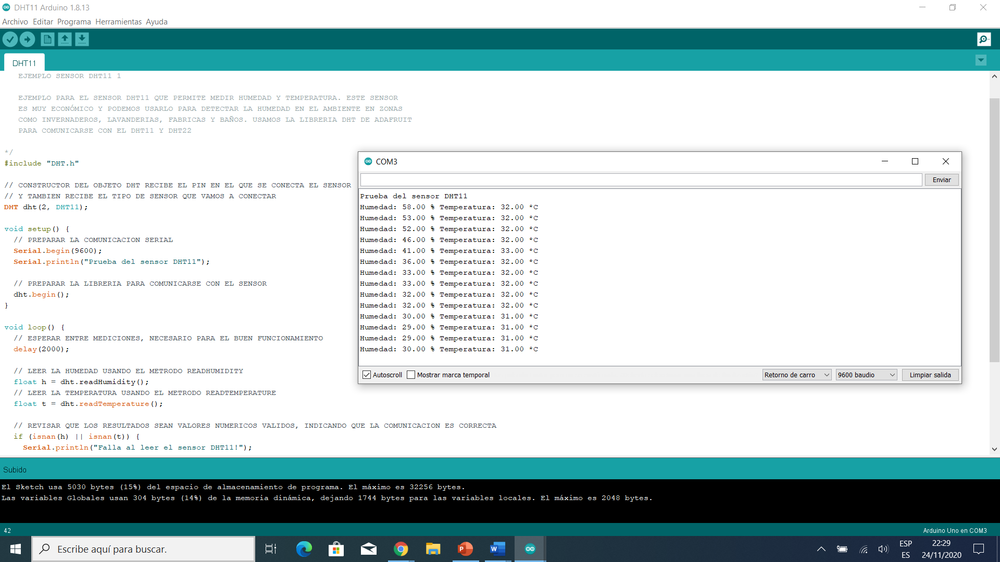 DHT11 Arduino 1.8.13
Archivo Editar Programa Herramientas Ayuda
DHT11
EJEMPLO SENSOR DHT11 1
EJEMPLO PARA EL SENSOR DHT11 QUE PERMITE MEDIR HUMEDAD Y TEMPERATURA. ESTE SENSOR
ES MUY ECONÓMICO Y PODEMOS USARLO PARA DETECTAR LA HUMEDAD EN EL AMBIENTE EN ZONAS
COMO INVERNADEROS, LAVANDERIAS, FABRICAS Y BAÑOS. USAMOS LA LIBRERIA DHT DE ADAFRUIT
PARA COMUNICARSE CON EL DHT11 Y DHT22
*/
#include "DHT.h"
// CONSTRUCTOR DEL OBJETO DHT RECIBE EL PIN EN EL QUE SE CONECTA EL SENSOR
// Y TAMBIEN RECIBE EL TIPO DE SENSOR QUE VAMOS A CONECTAR
DHT dht(2, DHT11);
void setup() {
// PREPARAR LA COMUNICACION SERIAL
Serial.begin(9600);
Serial.println("Prueba del sensor DHT11");
// PREPARAR LA LIBRERIA PARA COMUNICARSE CON EL SENSOR
dht.begin();
}
void loop() {
// ESPERAR ENTRE MEDICIONES, NECESARIO PARA EL BUEN FUNCIONAMIENTO
delay(2000);
// LEER LA HUMEDAD USANDO EL METRODO READHUMIDITY
float h = dht.readHumidity();
// LEER LA TEMPERATURA USANDO EL METRODO READTEMPERATURE
float t = dht.readTemperature();
// REVISAR QUE LOS RESULTADOS SEAN VALORES NUMERICOS VALIDOS, INDICANDO QUE LA COMUNICACION ES CORRECTA
if (isnan(h) || isnan(t)) {
Serial.println("Falla al leer el sensor DHT11!");
COM3
Enviar
Prueba del sensor DHT11
Humedad: 58.00 % Temperatura: 32.00 *C
Humedad: 53.00 % Temperatura: 32.00 *C
Humedad: 52.00 % Temperatura: 32.00 *C
Humedad: 46.00 % Temperatura: 32.00 *C
Humedad: 41.00 % Temperatura: 33.00 *C
Humedad: 36.00 % Temperatura: 32.00 *C
Humedad: 33.00 % Temperatura: 32.00 *C
Humedad: 33.00 % Temperatura: 32.00 *C
Humedad: 32.00 % Temperatura: 32.00 *C
Humedad: 32.00 % Temperatura: 32.00 *C
Humedad: 30.00 % Temperatura: 31.00 *C
Humedad: 29.00 % Temperatura: 31.00 *C
Humedad: 29.00 % Temperatura: 31.00 *C
Humedad: 30.00 % Temperatura: 31.00 *C
Autoscroll Mostrar marca temporal Retorno de carro 9600 baudio Limpiar salida
Subido
El Sketch usa 5030 bytes (15%) del espacio de almacenamiento de programa. El máximo es 32256 bytes.
Las variables Globales usan 304 bytes (14%) de la memoria dinámica, dejando 1744 bytes para las variables locales. El máximo es 2048 bytes.
42 Arduino Uno en COM3
Escribe aquí para buscar.
ESP 22:29
ES 24/11/2020